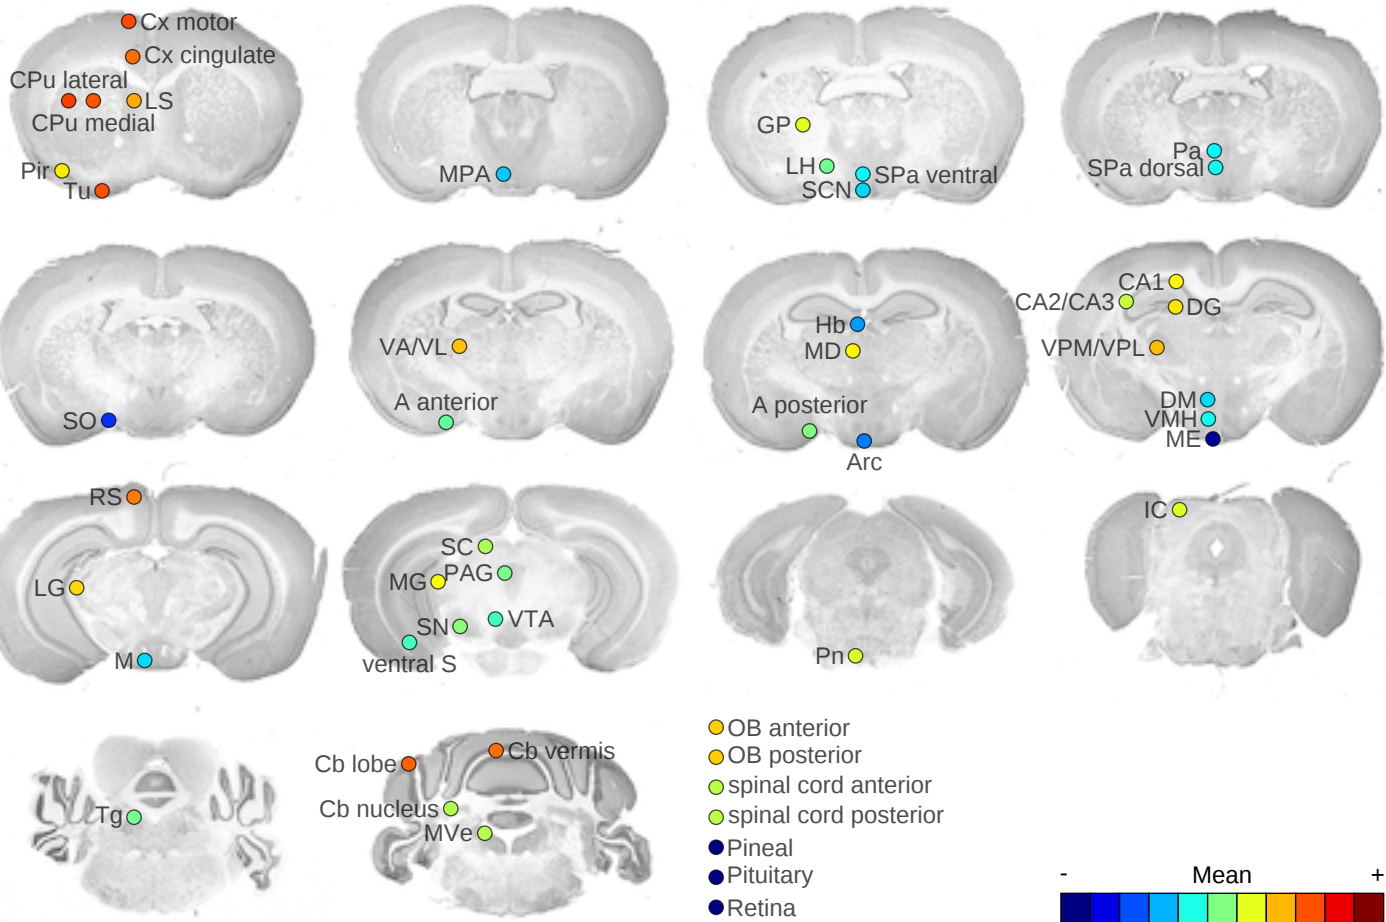 Cx motor
Cx cingulate
CPu lateral
LS
CPu medial
Pir
Tu
MPA
GP
LH
SPa ventral
SCN
Pa
SPa dorsal
SO
VA/VL
A anterior
Hb
MD
A posterior
Arc
CA1
CA2/CA3
DG
VPM/VPL
DM
VMH
ME
RS
LG
M
SC
PAG
MG
VTA
SN
ventral S
Pn
IC
Tg
Cb lobe
Cb vermis
Cb nucleus
MVe
OB anterior
OB posterior
spinal cord anterior
spinal cord posterior
Pineal
Pituitary
Retina
- Mean +